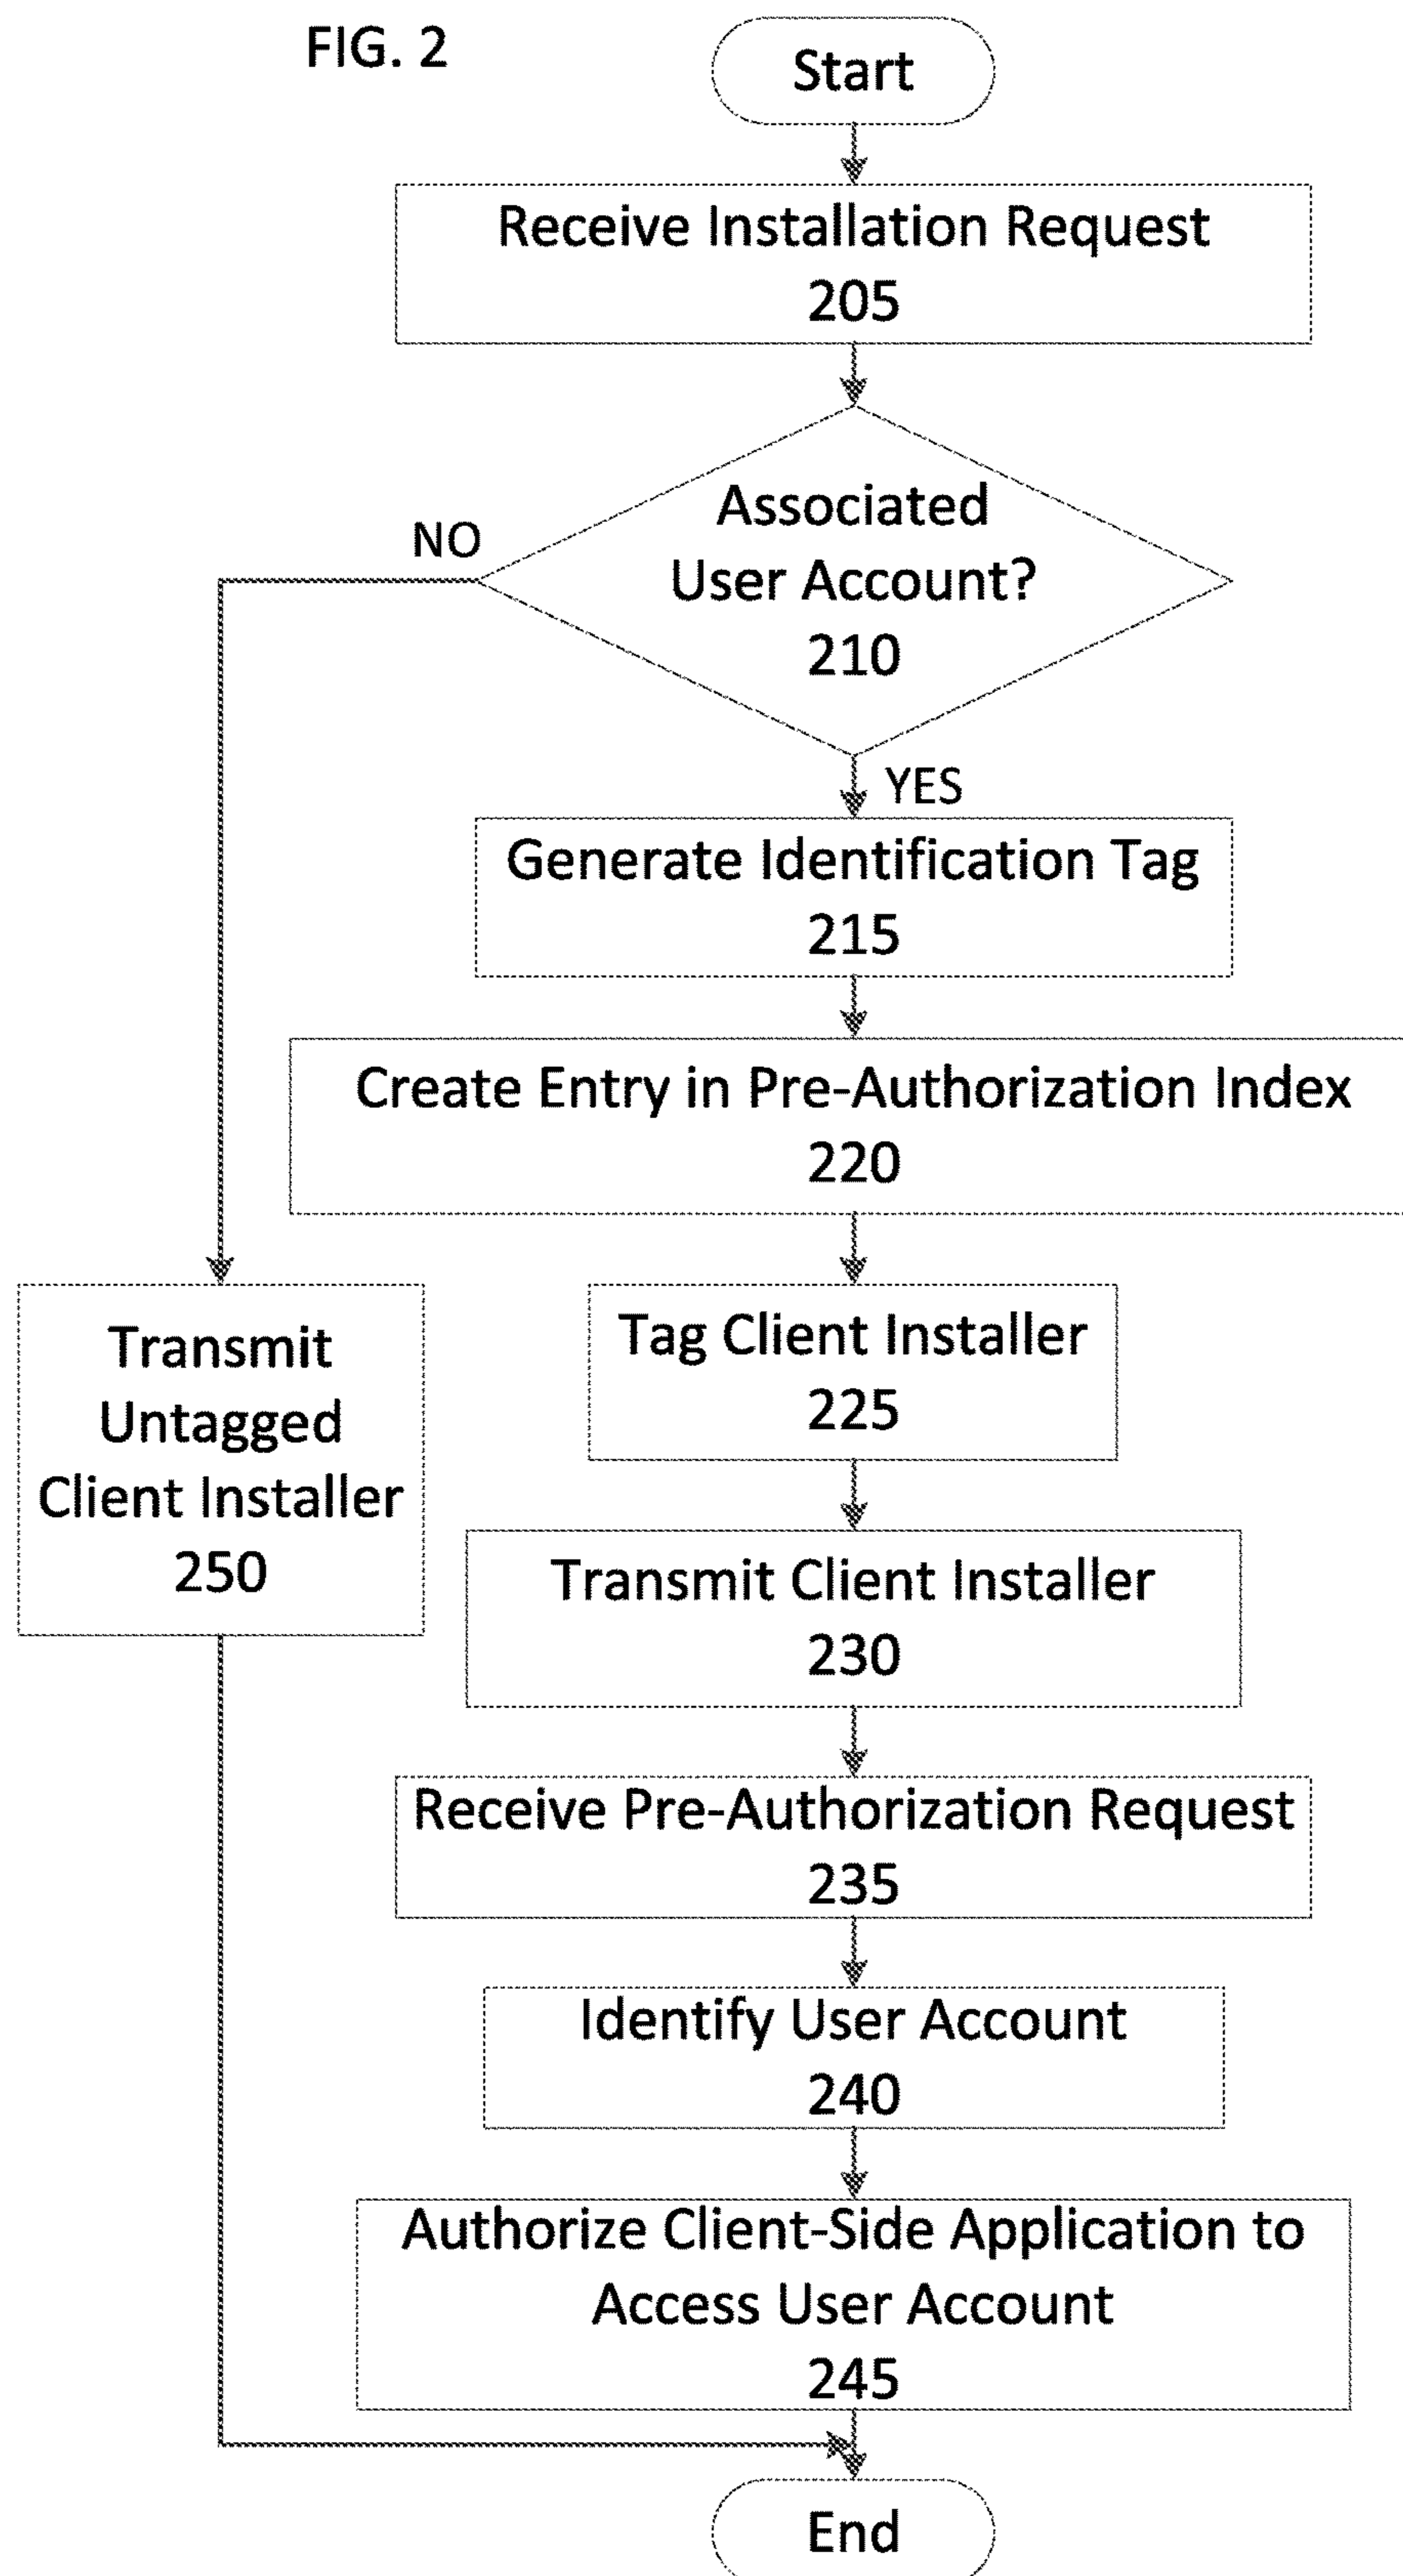 FIG. 2
Start
Receive Installation Request
205
Associated
User Account?
210
NO
YES
Generate Identification Tag
215
Create Entry in Pre-Authorization Index
220
Tag Client Installer
225
Transmit
Untagged
Client Installer
250
Transmit Client Installer
230
Receive Pre-Authorization Request
235
Identify User Account
240
Authorize Client-Side Application to
Access User Account
245
End